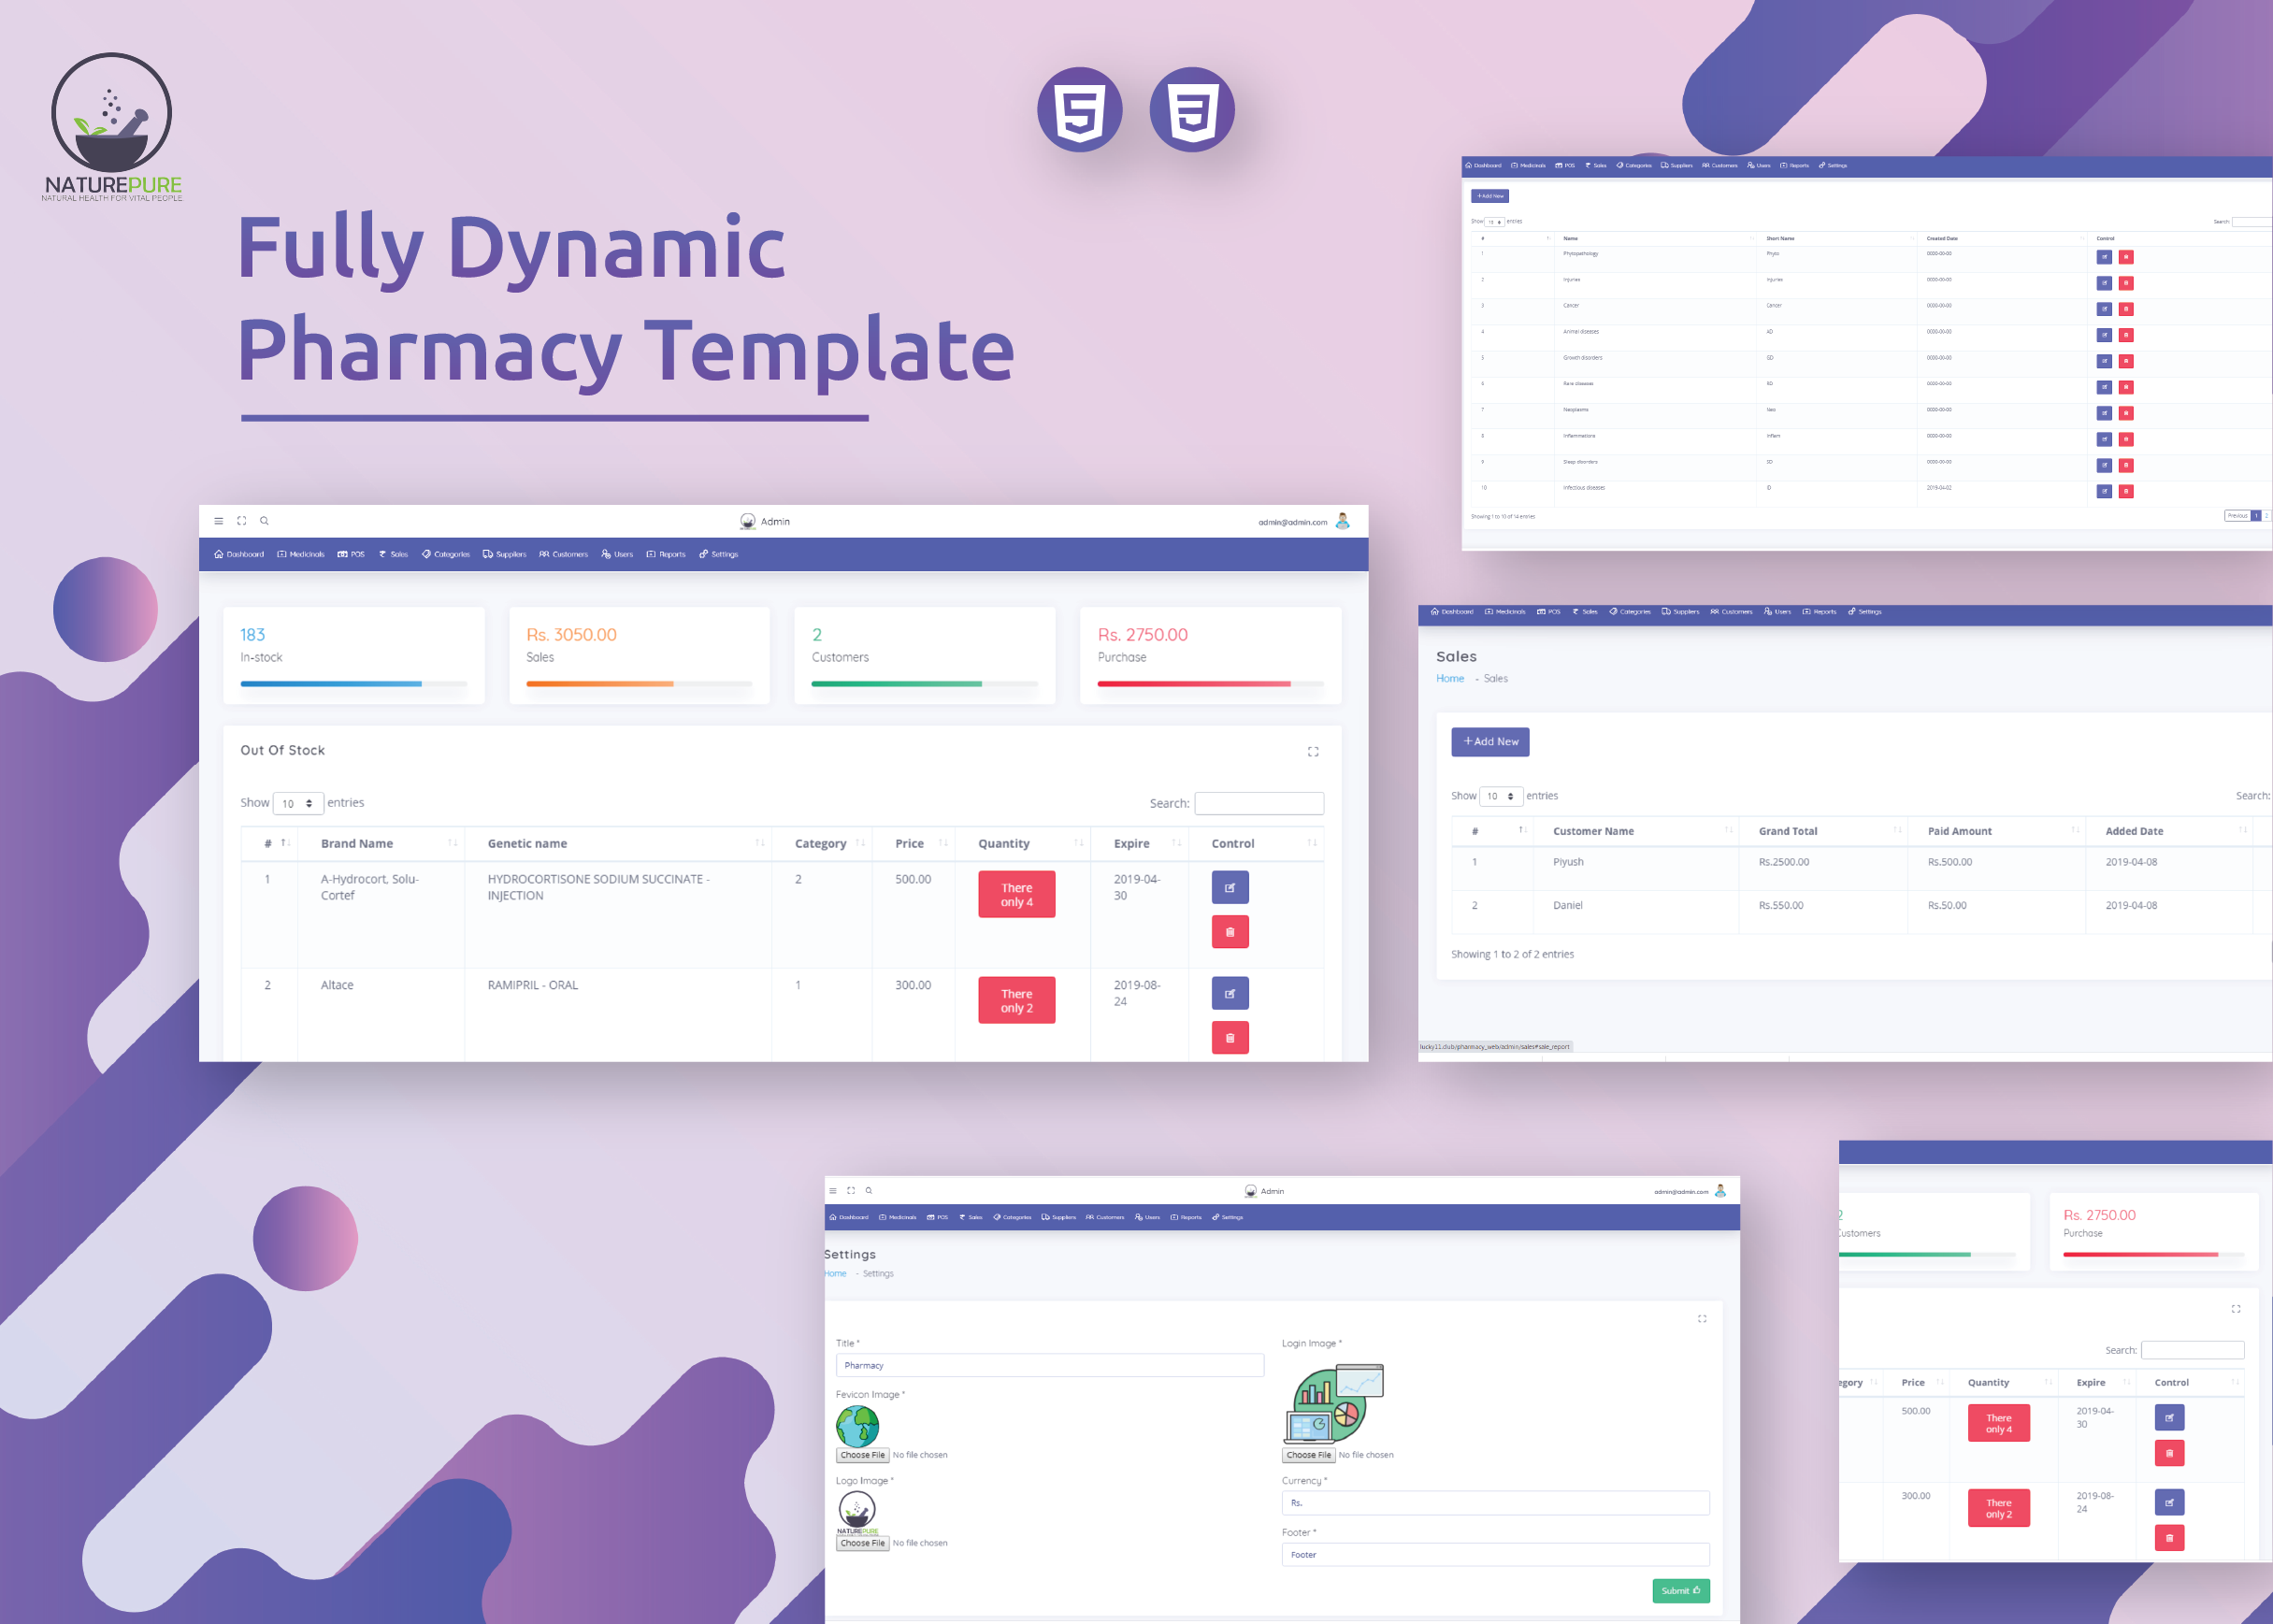 NATUREPURE
NATURAL HEALTH FOR VITAL PEOPLE
Fully Dynamic
Pharmacy Template
Dashboard Medicinals POS Sales Categories Suppliers Customers Users Reports Settings
+Add New
Show 10 entries Search:
# Name Short Name Created Date Control
1 Phytopathology Phyto 0000-00-00
2 Injuries Injuries 0000-00-00
3 Cancer Cancer 0000-00-00
4 Animal diseases AD 0000-00-00
5 Growth disorders GD 0000-00-00
6 Rare diseases RD 0000-00-00
7 Neoplasms Neo 0000-00-00
8 Inflammations Inflam 0000-00-00
9 Sleep disorders SD 0000-00-00
10 Infectious diseases ID 2019-04-02
Showing 1 to 10 of 14 entries Previous 1 2
Admin admin@admin.com
Dashboard Medicinals POS Sales Categories Suppliers Customers Users Reports Settings
183 Rs. 3050.00 2 Rs. 2750.00
In-stock Sales Customers Purchase
Out Of Stock
Show 10 entries Search:
# Brand Name Genetic name Category Price Quantity Expire Control
1 A-Hydrocort, Solu- HYDROCORTISONE SODIUM SUCCINATE - 2 500.00 There 2019-04-
Cortef INJECTION only 4 30
2 Altace RAMIPRIL - ORAL 1 300.00 There 2019-08-
only 2 24
Dashboard Medicinals POS Sales Categories Suppliers Customers Users Reports Settings
Sales
Home - Sales
+Add New
Show 10 entries Search:
# Customer Name Grand Total Paid Amount Added Date
1 Piyush Rs.2500.00 Rs.500.00 2019-04-08
2 Daniel Rs.550.00 Rs.50.00 2019-04-08
Showing 1 to 2 of 2 entries
lucky11.club/pharmacy_web/admin/sales#sale_report
Admin admin@admin.com
Dashboard Medicinals POS Sales Categories Suppliers Customers Users Reports Settings
Settings
Home - Settings
Title *
Pharmacy
Fevicon Image *
Choose File No file chosen
Logo Image *
NATUREPURE
Choose File No file chosen
Login Image *
Choose File No file chosen
Currency *
Rs.
Footer *
Footer
Submit
2 Rs. 2750.00
Customers Purchase
Search:
egory Price Quantity Expire Control
500.00 There 2019-04-
only 4 30
300.00 There 2019-08-
only 2 24